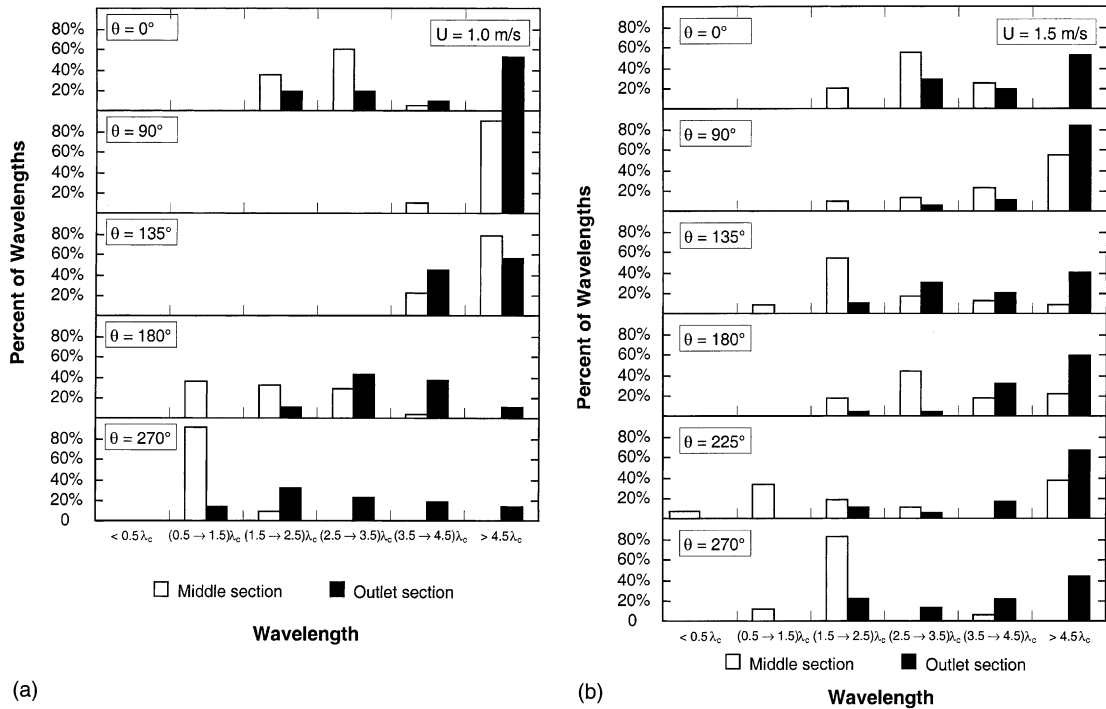 80%
60%
40%
20%
θ = 0°
U = 1.0 m/s
80%
60%
40%
20%
θ = 90°
80%
60%
40%
20%
θ = 135°
80%
60%
40%
20%
θ = 180°
80%
60%
40%
20%
0
θ = 270°
Percent of Wavelengths
< 0.5 λc (0.5 → 1.5)λc (1.5 → 2.5)λc (2.5 → 3.5)λc (3.5 → 4.5)λc > 4.5 λc
Middle section Outlet section
Wavelength
(a)
80%
60%
40%
20%
θ = 0°
U = 1.5 m/s
80%
60%
40%
20%
θ = 90°
80%
60%
40%
20%
θ = 135°
80%
60%
40%
20%
θ = 180°
80%
60%
40%
20%
θ = 225°
80%
60%
40%
20%
0
θ = 270°
Percent of Wavelengths
< 0.5 λc (0.5 → 1.5)λc (1.5 → 2.5)λc (2.5 → 3.5)λc (3.5 → 4.5)λc > 4.5 λc
Middle section Outlet section
Wavelength
(b)